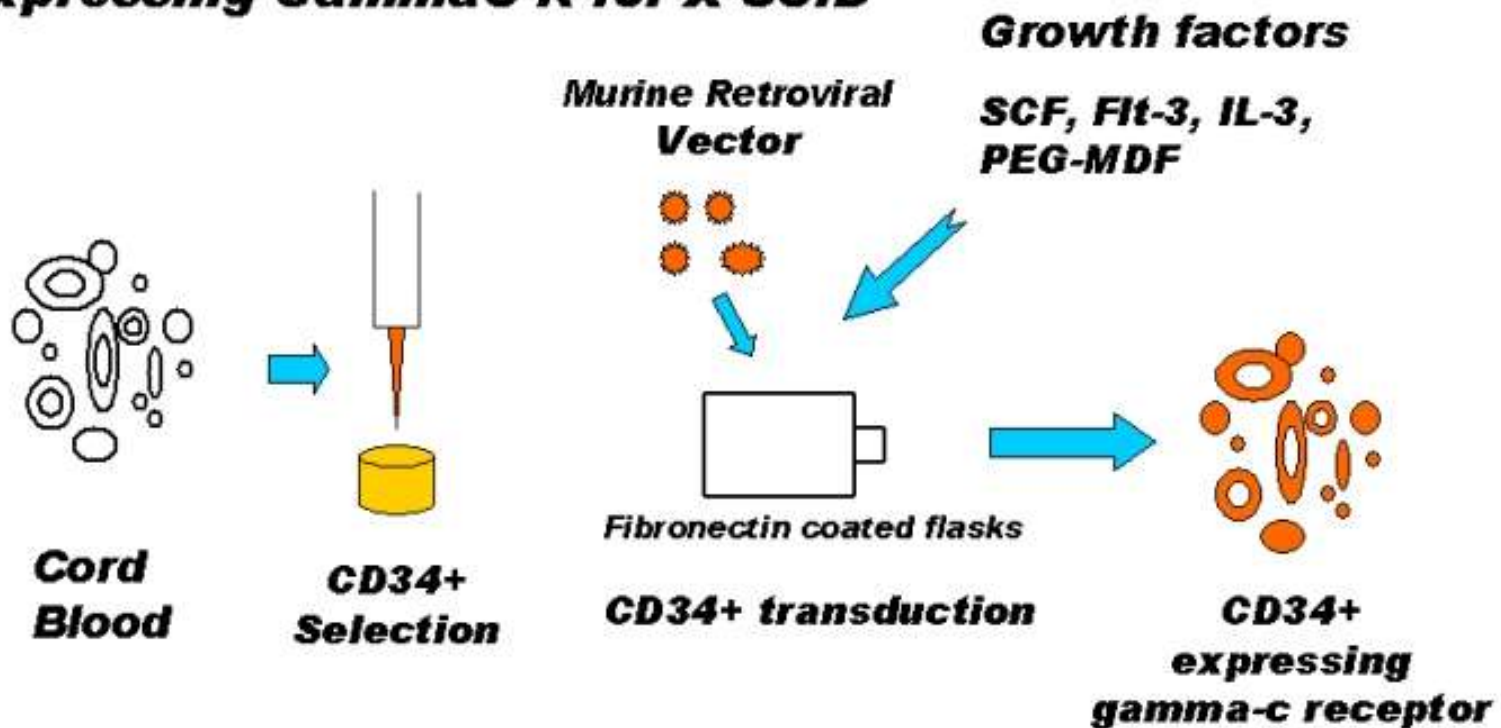 Growth factors
Murine Retroviral
Vector
SCF, Flt-3, IL-3,
PEG-MDF
Fibronectin coated flasks
Cord
Blood
CD34+
Selection
CD34+ transduction
CD34+
expressing
gamma-c receptor